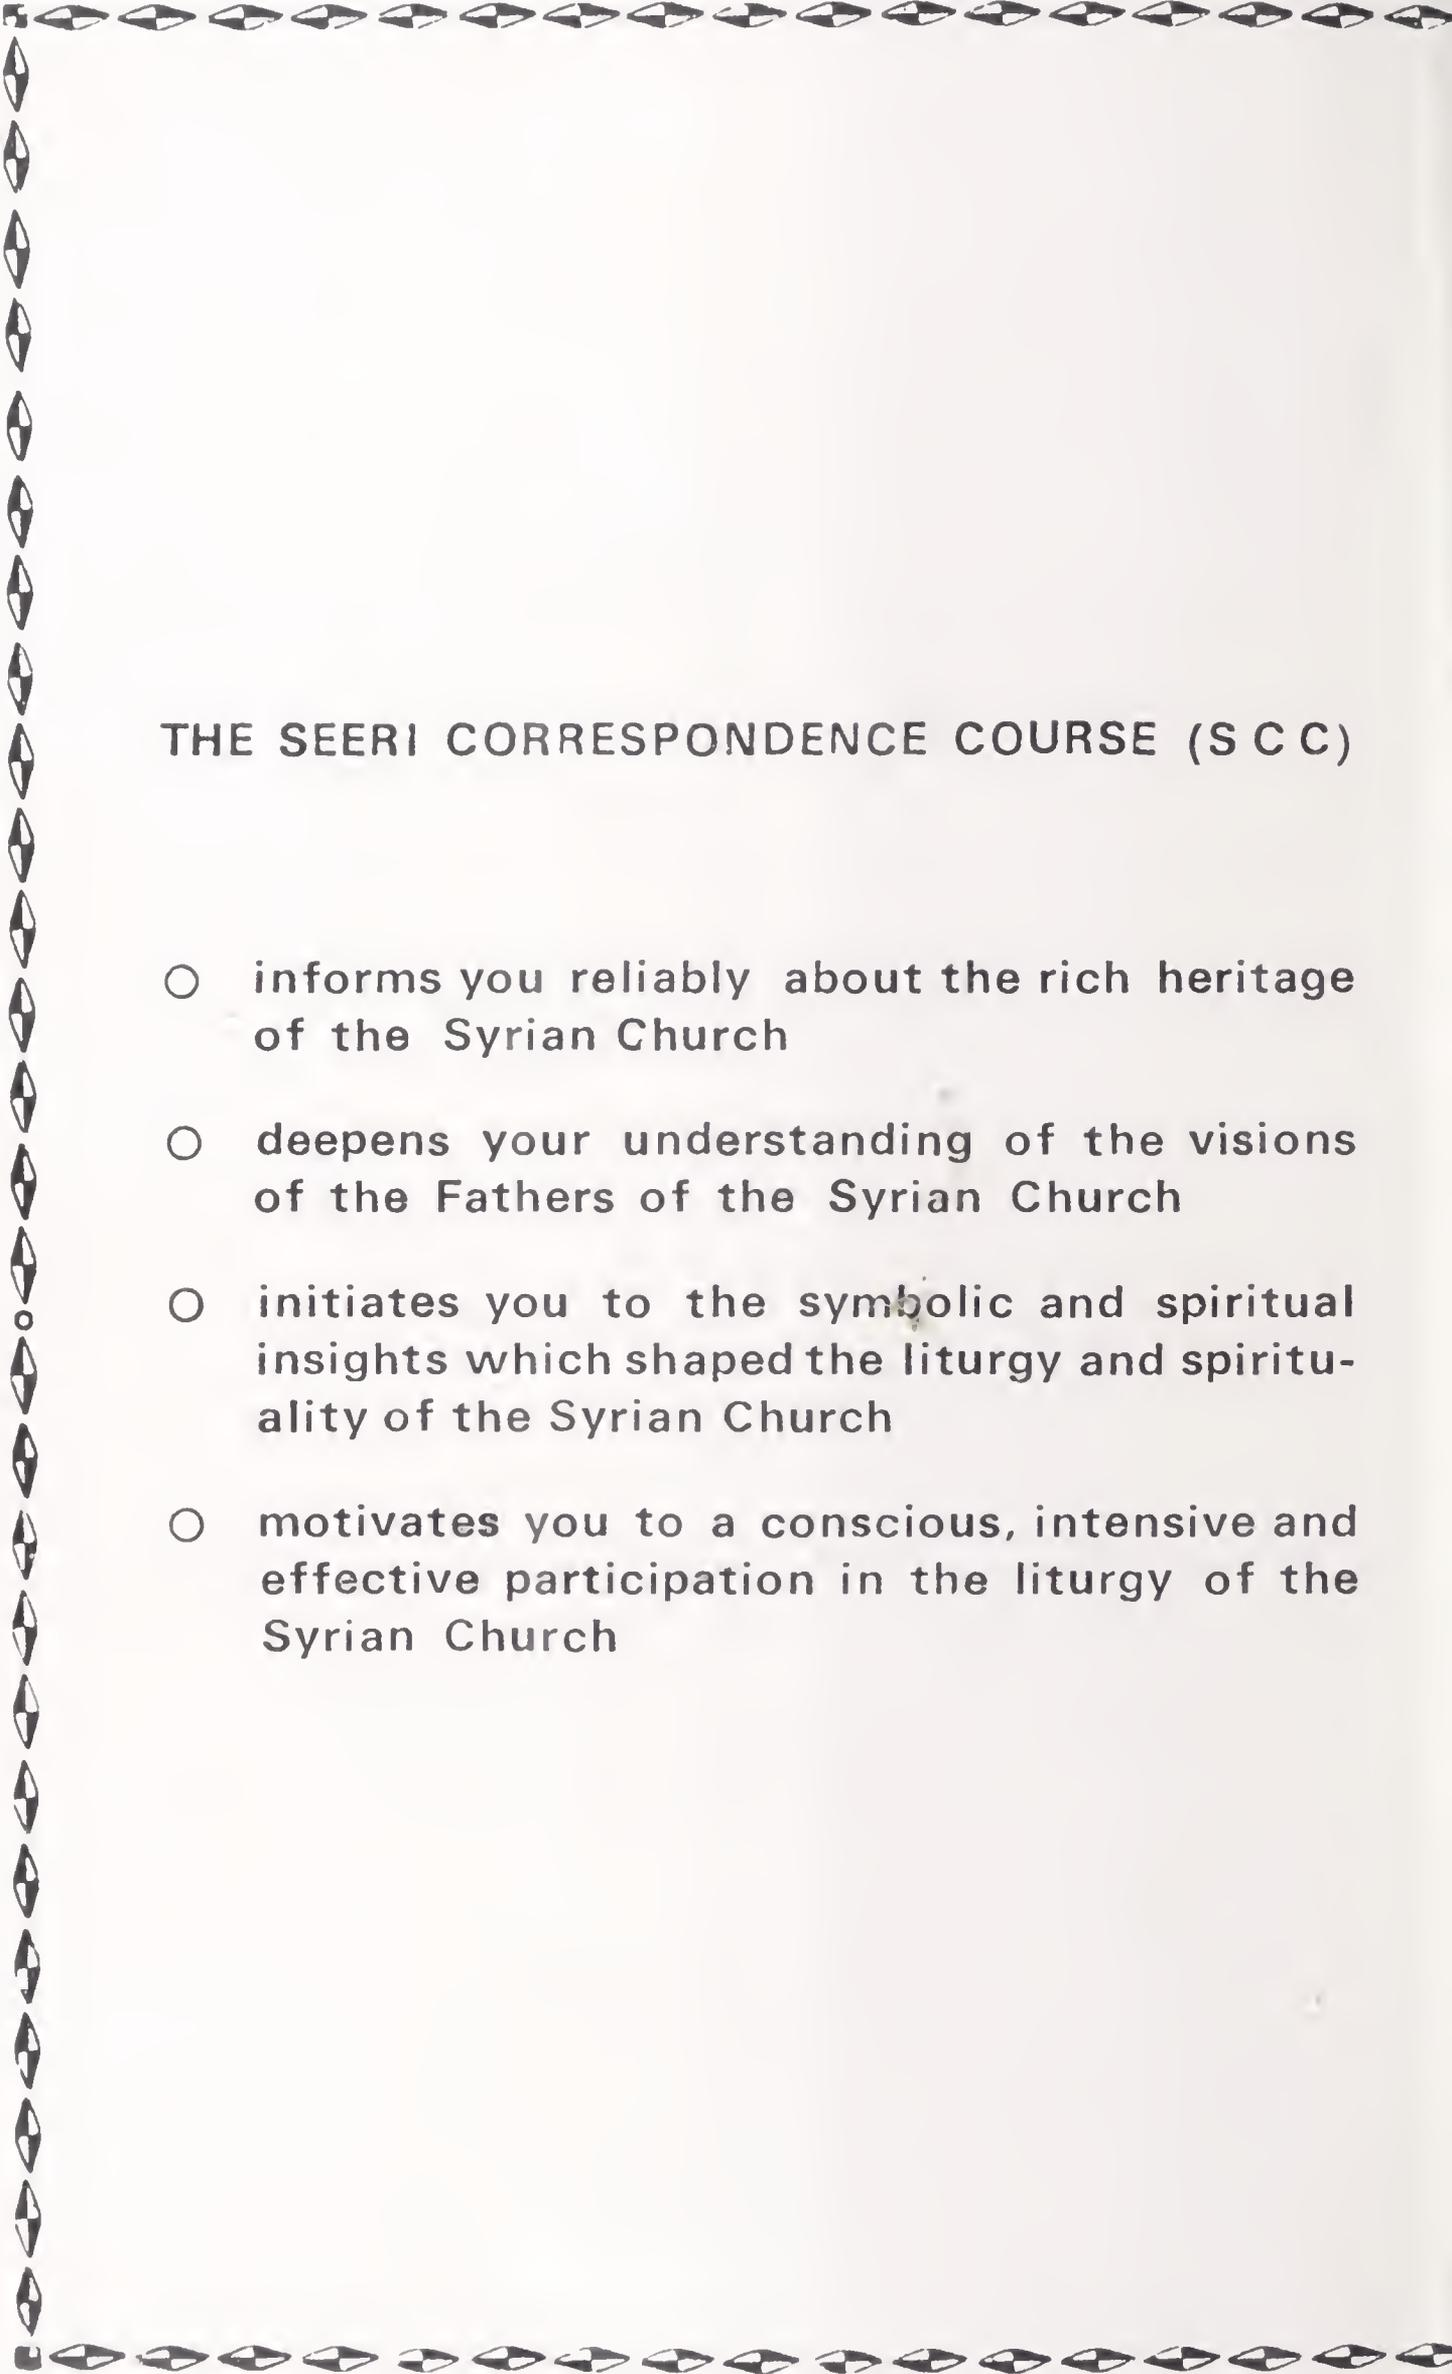 THE SEERI CORRESPONDENCE COURSE (S C C)
○ informs you reliably about the rich heritage
of the Syrian Church
○ deepens your understanding of the visions
of the Fathers of the Syrian Church
○ initiates you to the symbolic and spiritual
insights which shaped the liturgy and spiritu-
ality of the Syrian Church
○ motivates you to a conscious, intensive and
effective participation in the liturgy of the
Syrian Church